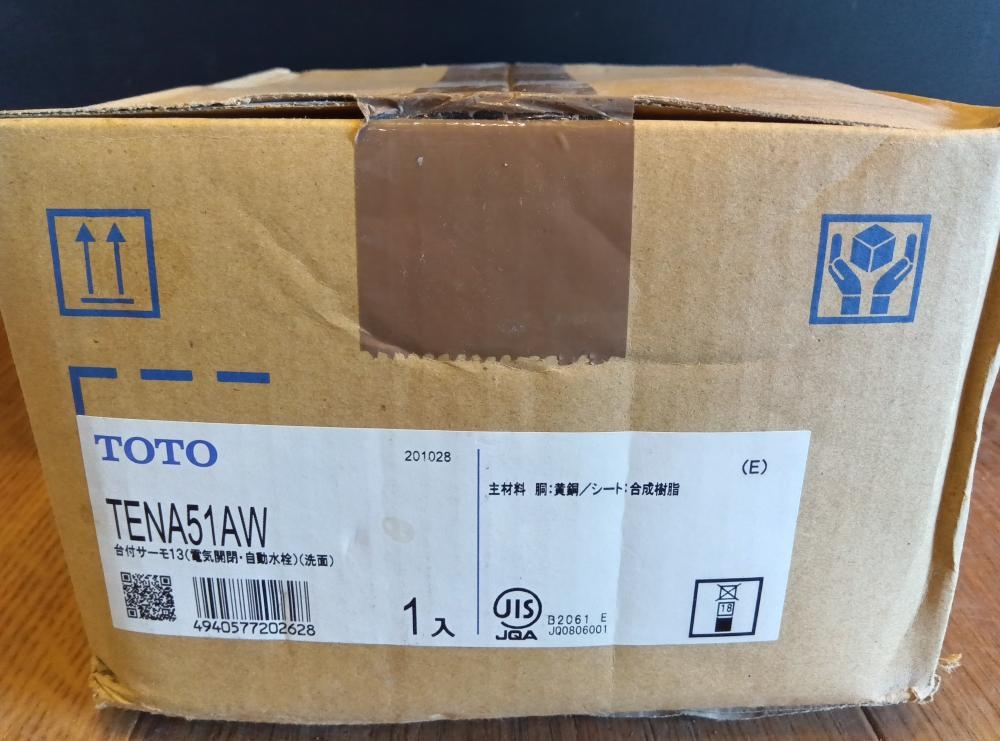 TOTO
201028
TENA51AW
台付サーモ13(電気開閉・自動水栓)(洗面)
4940577202628
1入
(E)
主材料 胴:黄銅/シート:合成樹脂
JIS
JQA
B2061 E
JQ0806001
18